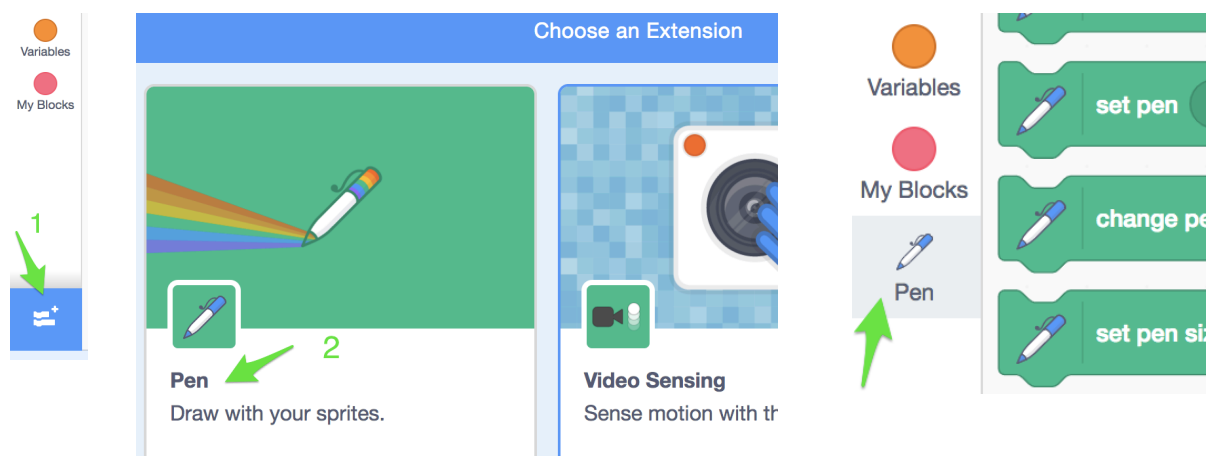 Variables
My Blocks
1
Choose an Extension
2
Pen
Draw with your sprites.
Video Sensing
Sense motion with th
Variables
My Blocks
Pen
set pen
change pe
set pen siz